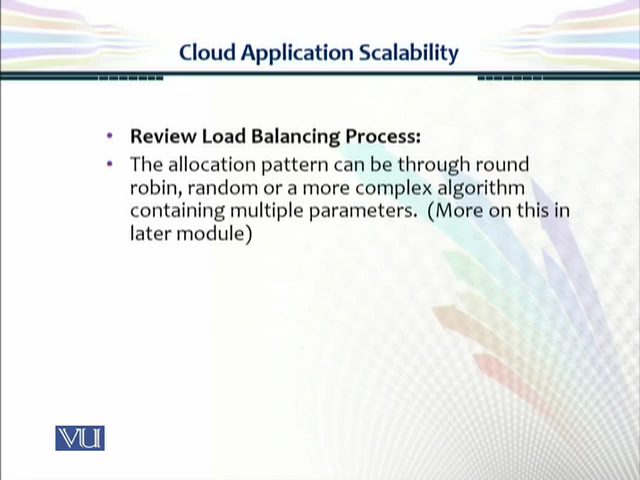 Cloud Application Scalability
• Review Load Balancing Process:
• The allocation pattern can be through round
robin, random or a more complex algorithm
containing multiple parameters.  (More on this in
later module)
VU